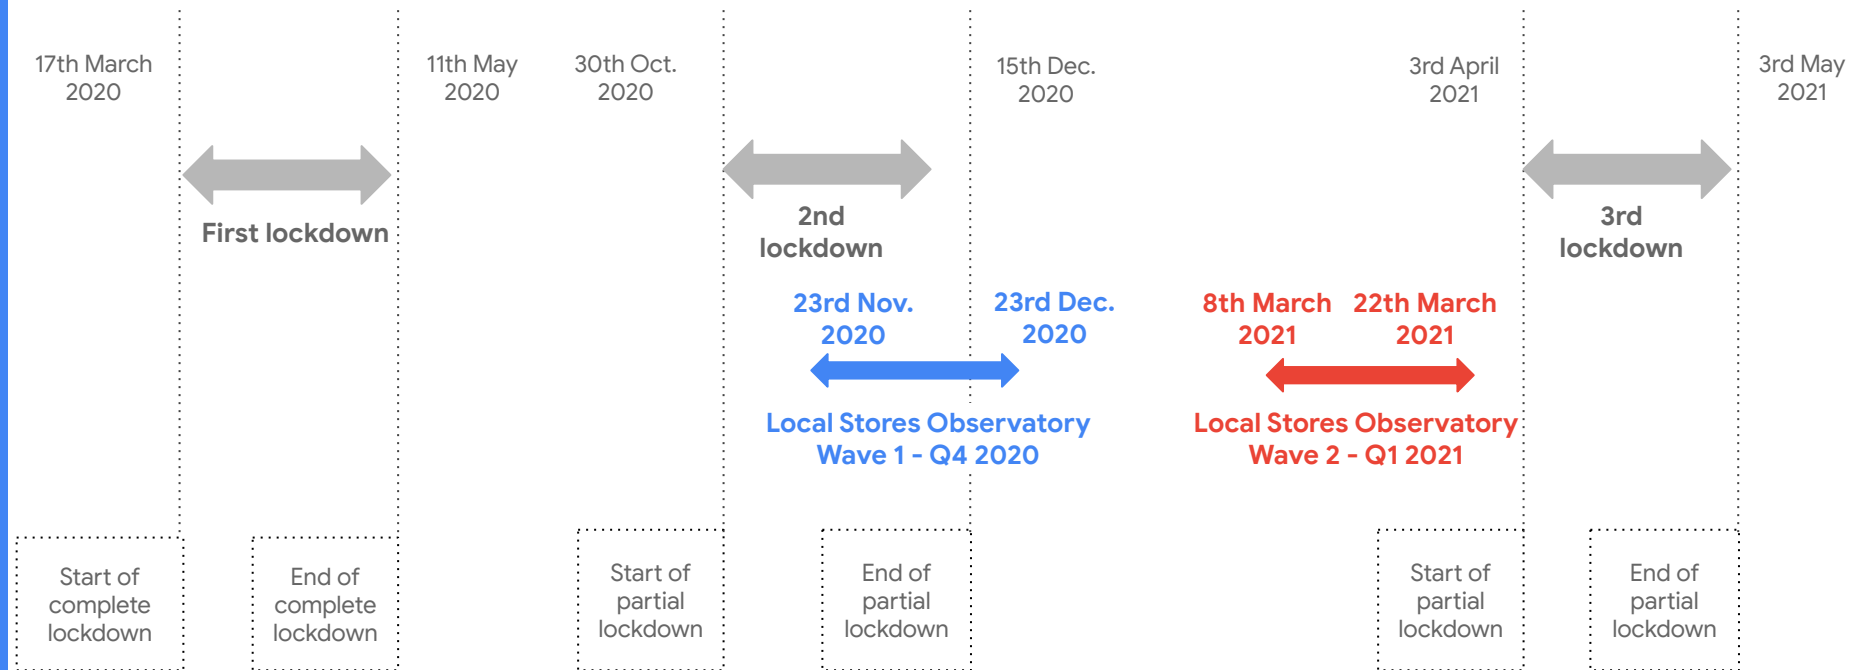 17th March
2020
11th May
2020
30th Oct.
2020
15th Dec.
2020
3rd April
2021
3rd May
2021
First lockdown
2nd
lockdown
3rd
lockdown
23rd Nov.
2020
23rd Dec.
2020
8th March
2021
22th March
2021
Local Stores Observatory
Wave 1 - Q4 2020
Local Stores Observatory
Wave 2 - Q1 2021
Start of
complete
lockdown
End of
complete
lockdown
Start of
partial
lockdown
End of
partial
lockdown
Start of
partial
lockdown
End of
partial
lockdown